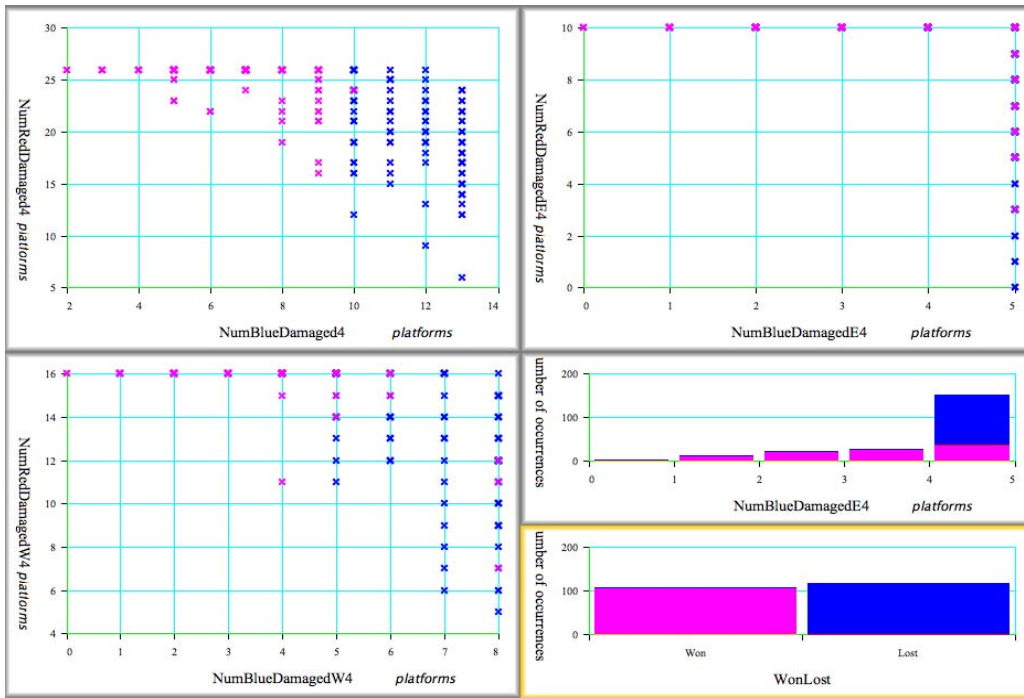 30
25
20
15
10
5
NumRedDamaged4 platforms
2 4 6 8 10 12 14
NumBlueDamaged4 platforms
10
8
6
4
2
0
NumRedDamagedE4 platforms
0 1 2 3 4 5
NumBlueDamagedE4 platforms
16
14
12
10
8
6
4
NumRedDamagedW4 platforms
0 1 2 3 4 5 6 7 8
NumBlueDamagedW4 platforms
200
100
0
umber of occurrences
0 1 2 3 4 5
NumBlueDamagedE4 platforms
200
100
0
umber of occurrences
Won Lost
WonLost